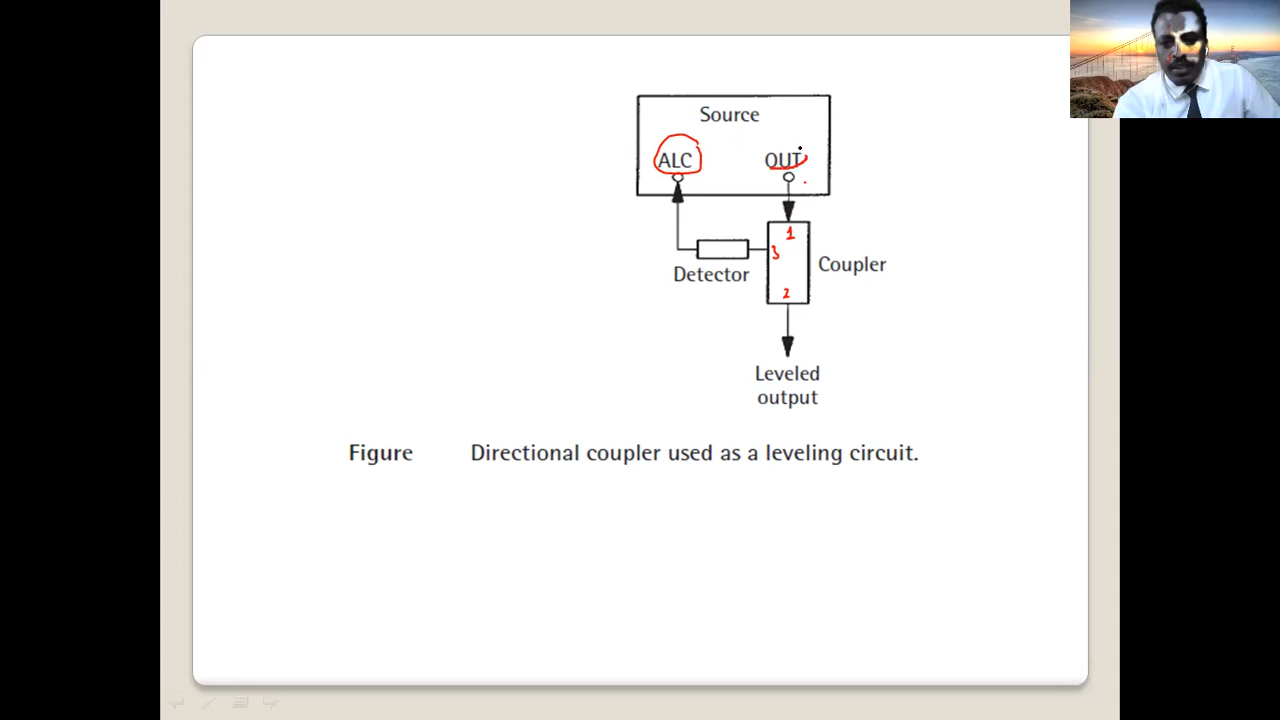 Source
ALC OUT
1
3
Detector Coupler
2
Leveled
output
Figure Directional coupler used as a leveling circuit.